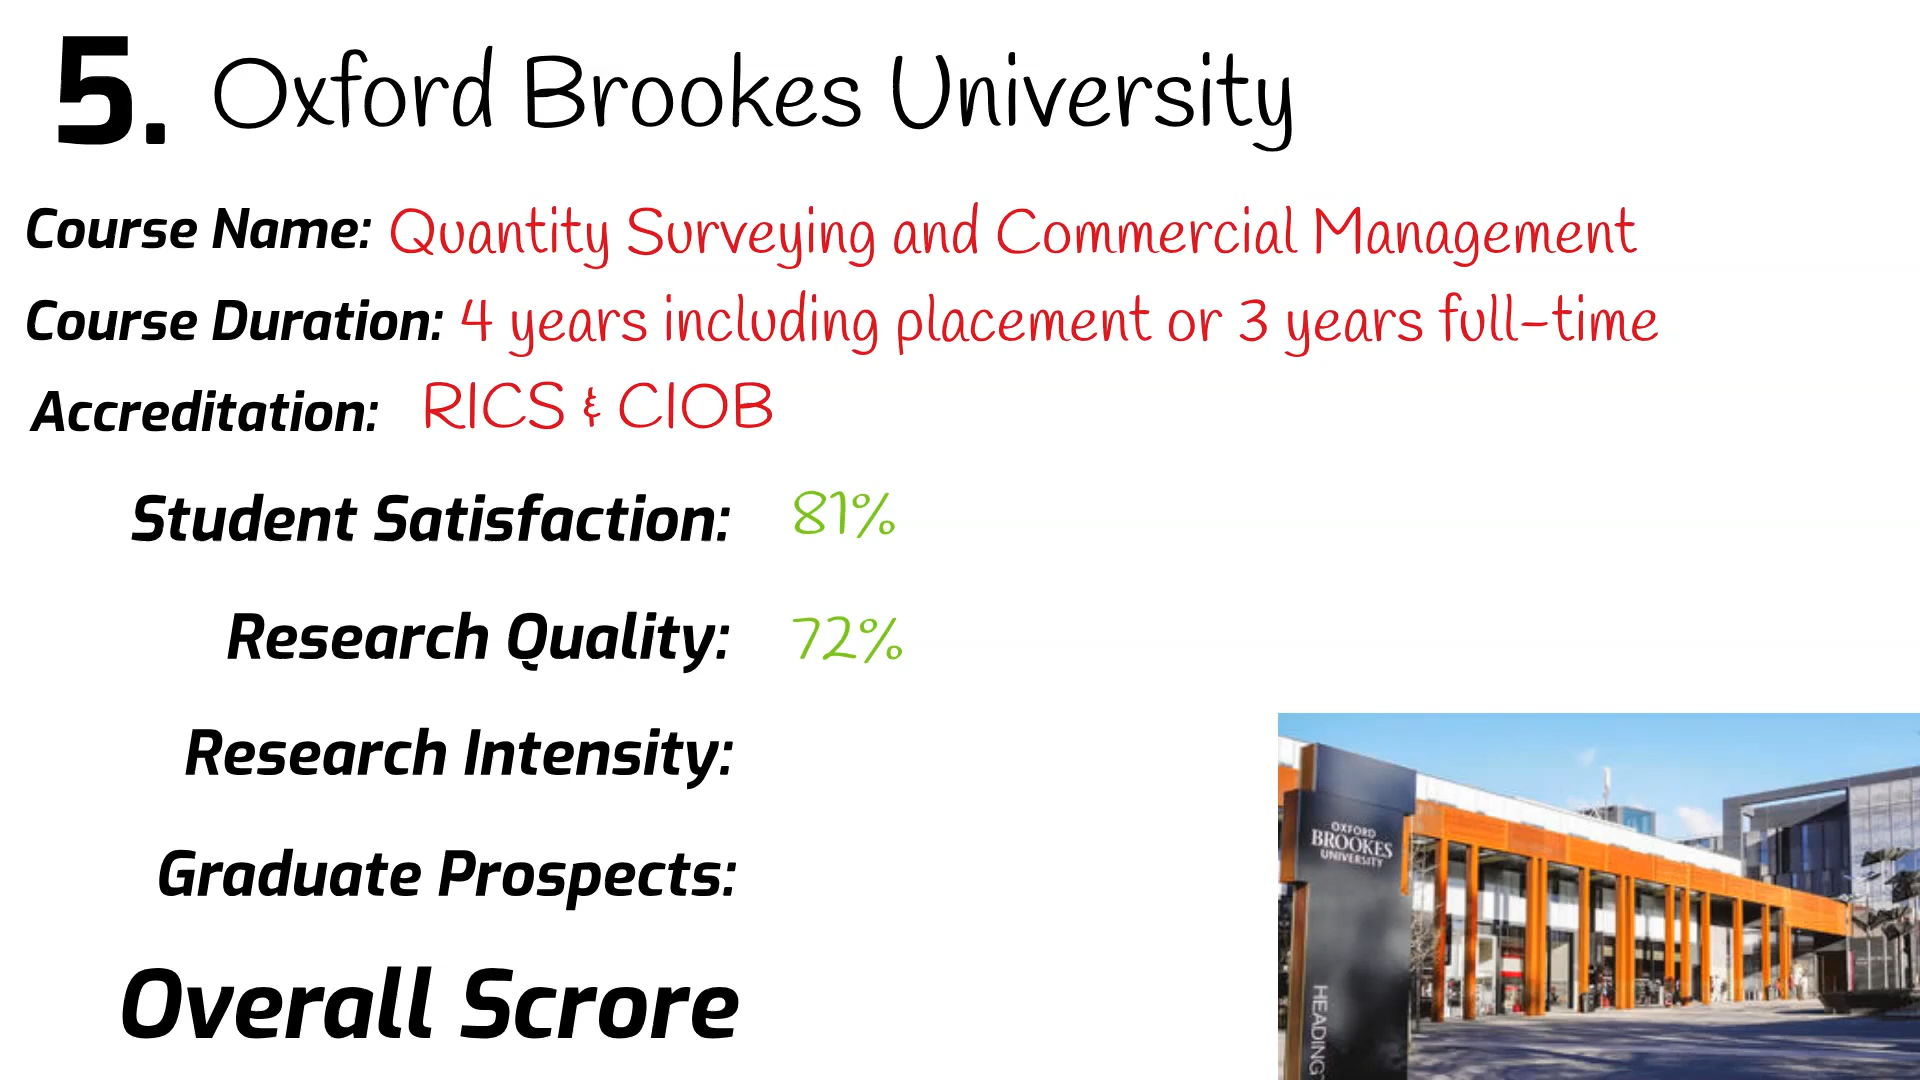 5. Oxford Brookes University
Course Name: Quantity Surveying and Commercial Management
Course Duration: 4 years including placement or 3 years full-time
Accreditation: RICS & CIOB
Student Satisfaction: 81%
Research Quality: 72%
Research Intensity:
Graduate Prospects:
Overall Scrore
OXFORD
BROOKES
UNIVERSITY
HEADING